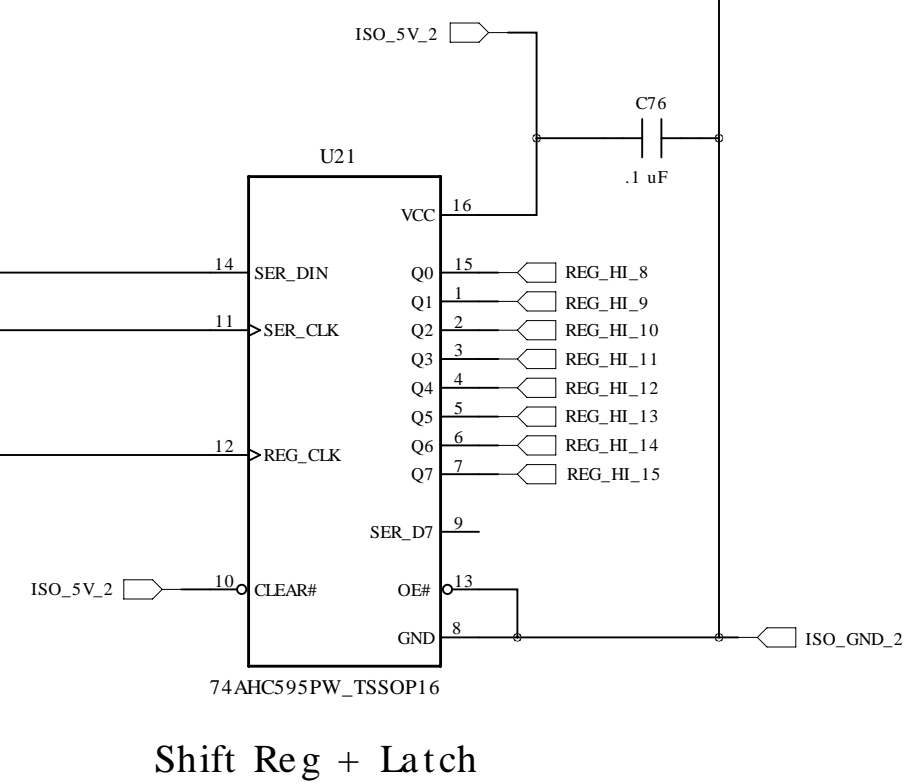 ISO_5V_2
C76
.1 uF
U21
VCC 16
14 SER_DIN Q0 15 REG_HI_8
Q1 1 REG_HI_9
11 SER_CLK Q2 2 REG_HI_10
Q3 3 REG_HI_11
Q4 4 REG_HI_12
Q5 5 REG_HI_13
12 REG_CLK Q6 6 REG_HI_14
Q7 7 REG_HI_15
SER_D7 9
ISO_5V_2 10 CLEAR# OE# 13
GND 8 ISO_GND_2
74AHC595PW_TSSOP16
Shift Reg + Latch